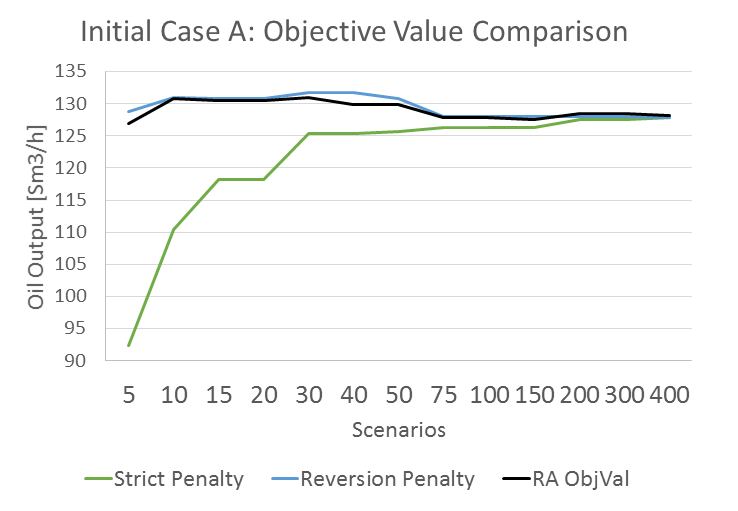 Initial Case A: Objective Value Comparison
Oil Output [Sm3/h]
135
130
125
120
115
110
105
100
95
90
5 10 15 20 30 40 50 75 100 150 200 300 400
Scenarios
Strict Penalty Reversion Penalty RA ObjVal